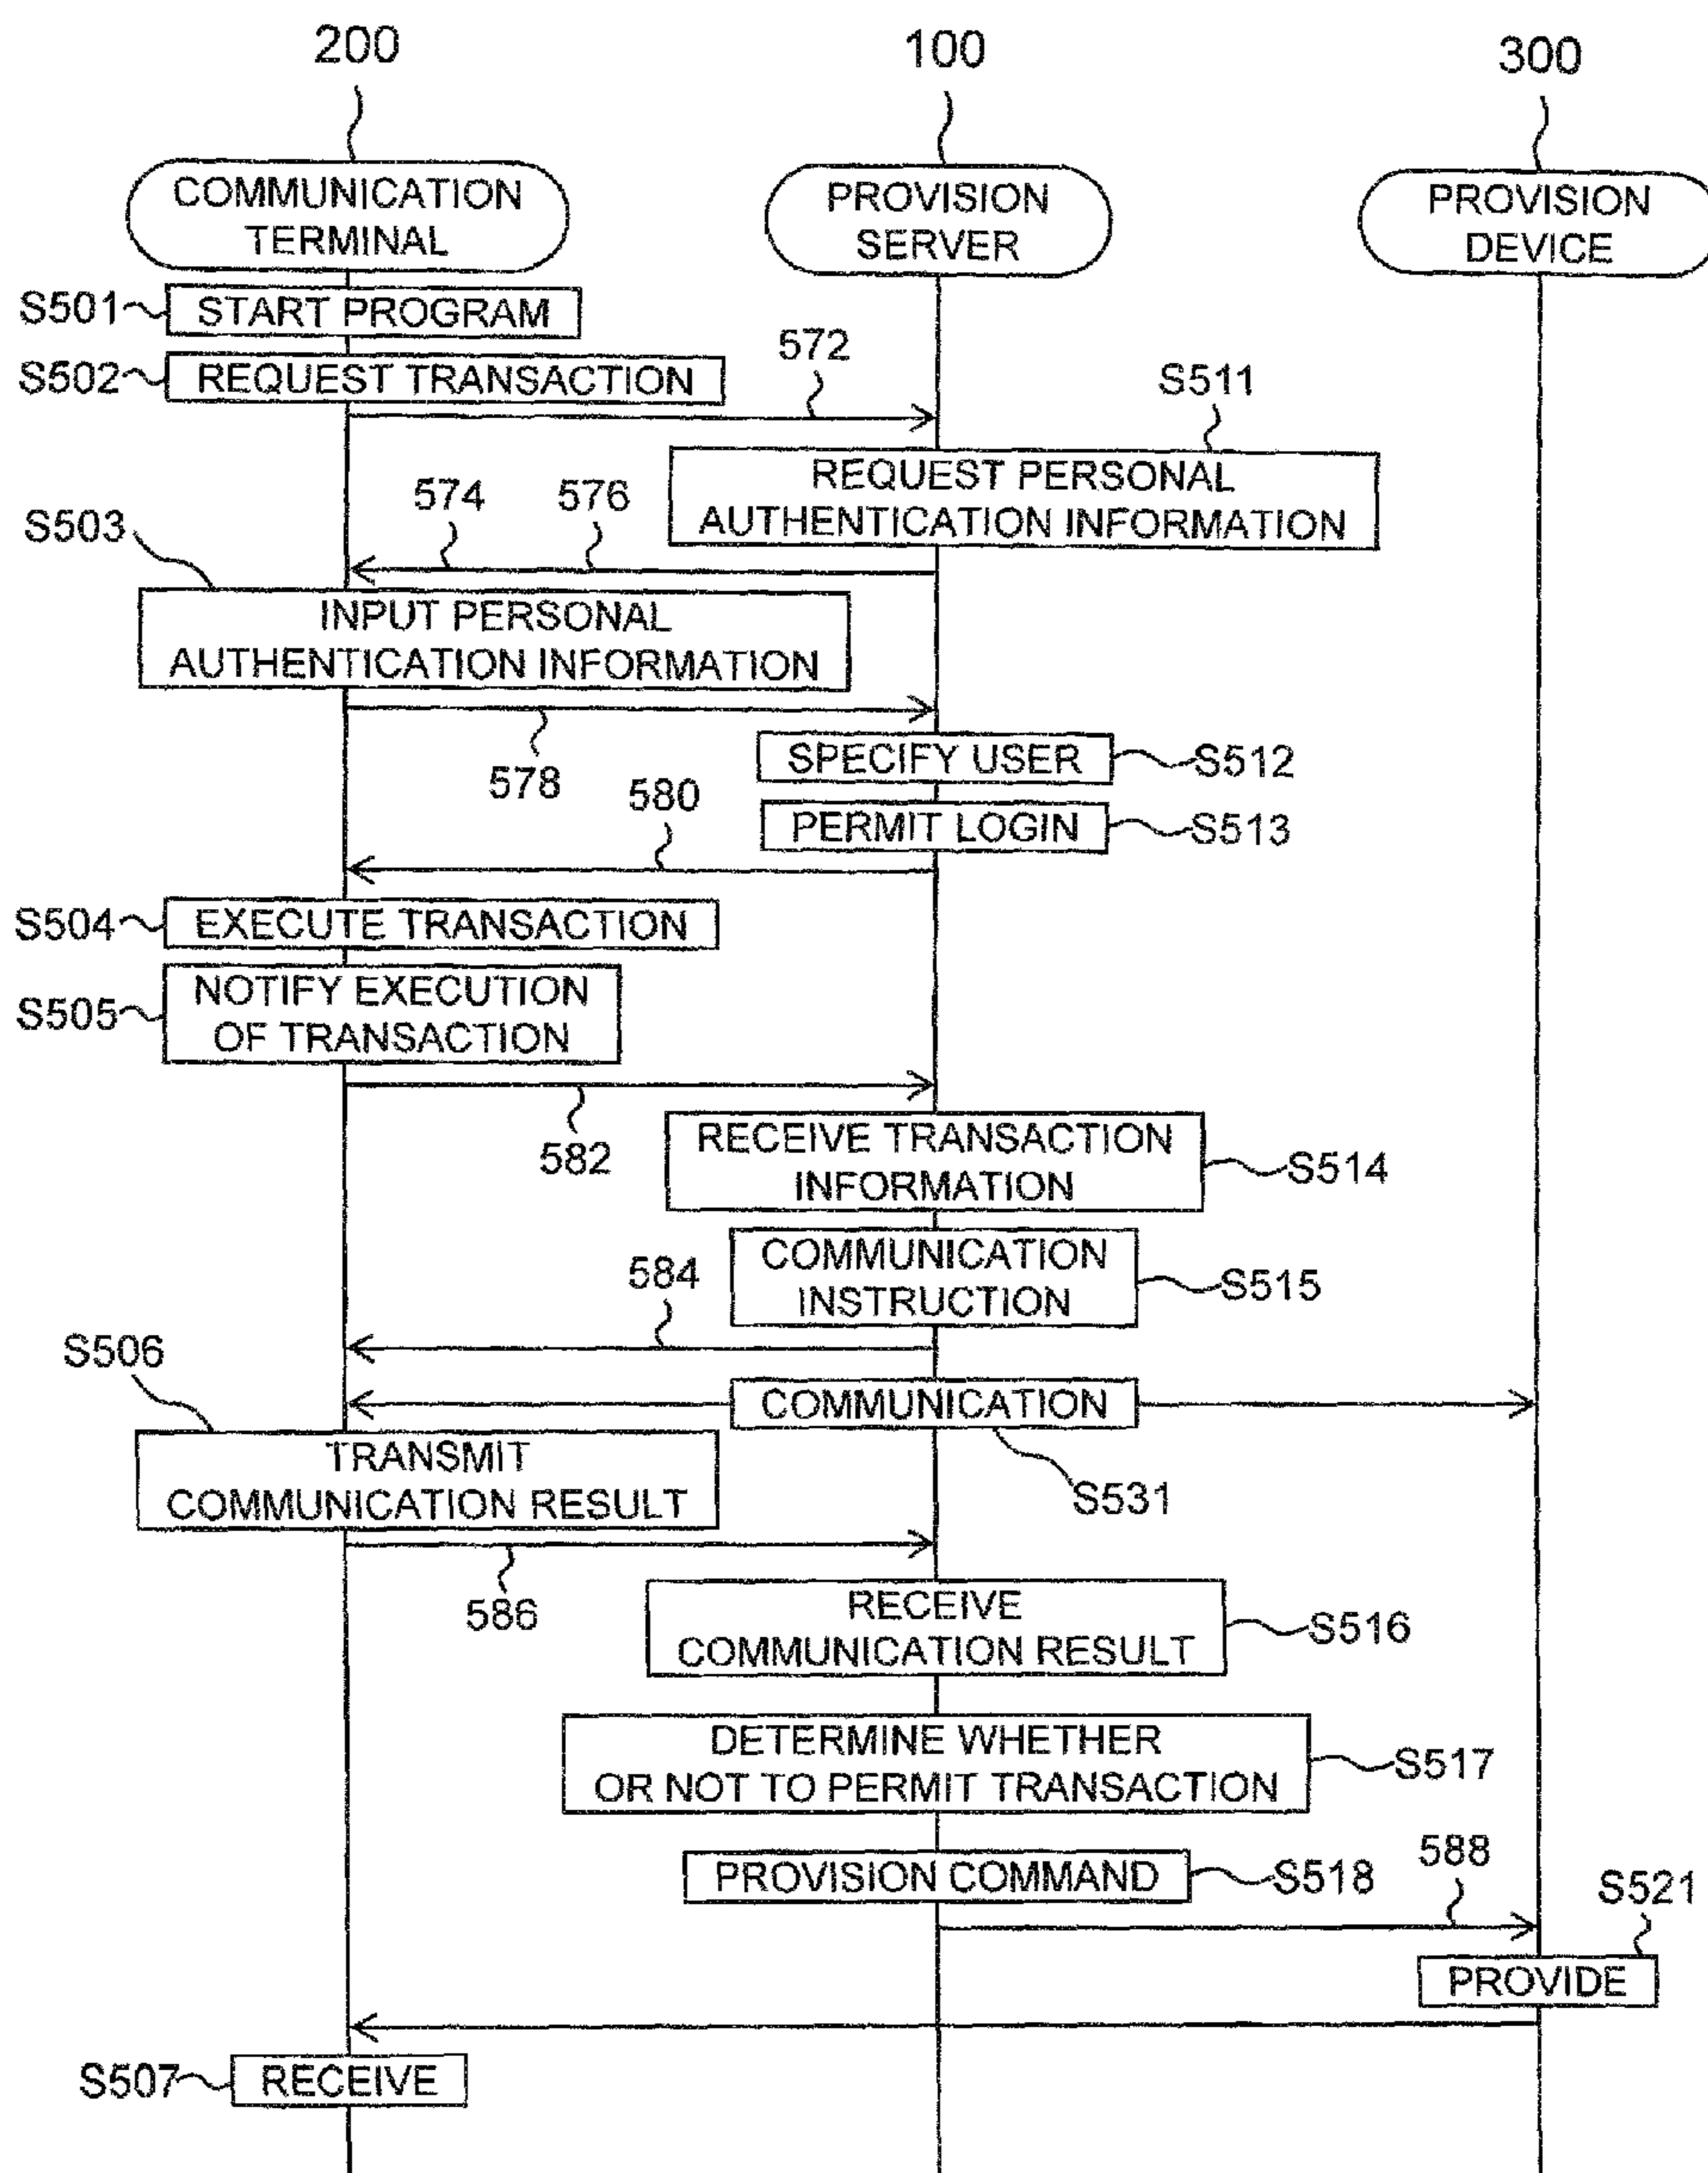 200
100
300
COMMUNICATION
TERMINAL
PROVISION
SERVER
PROVISION
DEVICE
S501
START PROGRAM
S502
REQUEST TRANSACTION
572
S511
REQUEST PERSONAL
AUTHENTICATION INFORMATION
574
576
S503
INPUT PERSONAL
AUTHENTICATION INFORMATION
578
SPECIFY USER
S512
580
PERMIT LOGIN
S513
S504
EXECUTE TRANSACTION
S505
NOTIFY EXECUTION
OF TRANSACTION
582
RECEIVE TRANSACTION
INFORMATION
S514
584
COMMUNICATION
INSTRUCTION
S515
S506
COMMUNICATION
S531
TRANSMIT
COMMUNICATION RESULT
586
RECEIVE
COMMUNICATION RESULT
S516
DETERMINE WHETHER
OR NOT TO PERMIT TRANSACTION
S517
PROVISION COMMAND
S518
588
S521
PROVIDE
S507
RECEIVE